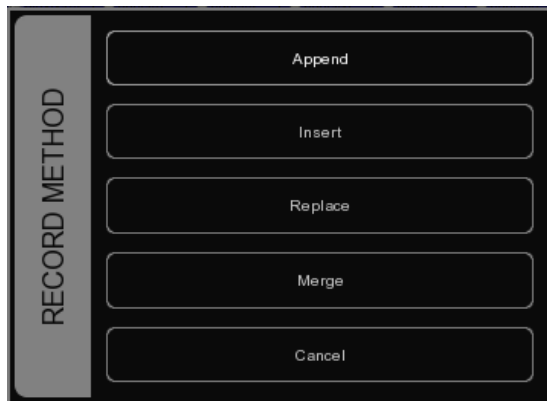 RECORD METHOD
Append
Insert
Replace
Merge
Cancel